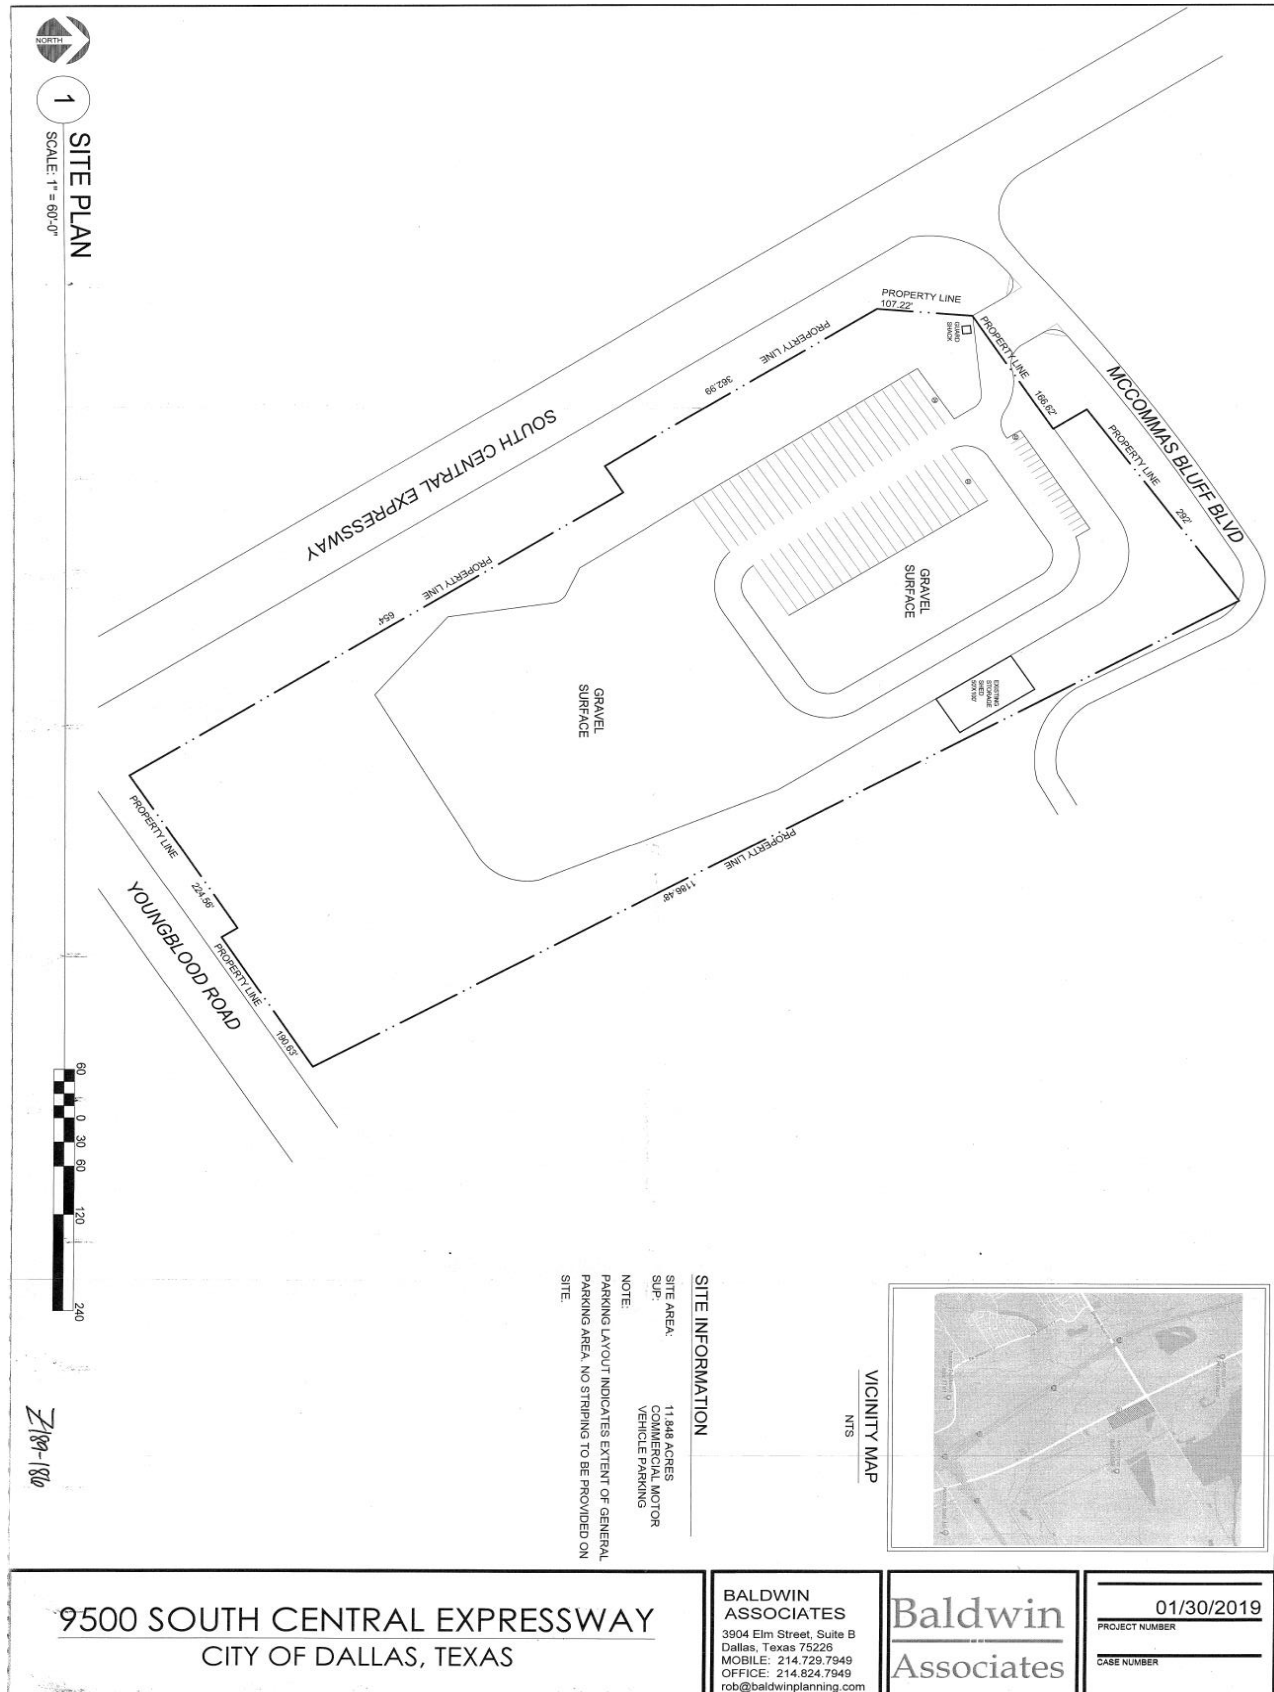 NORTH
1
SITE PLAN
SCALE: 1" = 60'-0"
PROPERTY LINE
107.22'
GUARD
SHACK
PROPERTY LINE
166.62'
PROPERTY LINE
292'
MCCOMMAS BLUFF BLVD
PROPERTY LINE
362.99
SOUTH CENTRAL EXPRESSWAY
PROPERTY LINE
654'
GRAVEL
SURFACE
GRAVEL
SURFACE
EXISTING
STORAGE
SHED
50'X100'
PROPERTY LINE
1186.48'
PROPERTY LINE
224.56'
PROPERTY LINE
190.63'
YOUNGBLOOD ROAD
60 0 30 60 120 240
Z189-186
SITE INFORMATION
SITE AREA: 11.848 ACRES
SUP: COMMERCIAL MOTOR
VEHICLE PARKING
NOTE:
PARKING LAYOUT INDICATES EXTENT OF GENERAL
PARKING AREA. NO STRIPING TO BE PROVIDED ON
SITE.
VICINITY MAP
NTS
9500 SOUTH CENTRAL EXPRESSWAY
CITY OF DALLAS, TEXAS
BALDWIN
ASSOCIATES
3904 Elm Street, Suite B
Dallas, Texas 75226
MOBILE: 214.729.7949
OFFICE: 214.824.7949
rob@baldwinplanning.com
Baldwin
Associates
01/30/2019
PROJECT NUMBER
CASE NUMBER